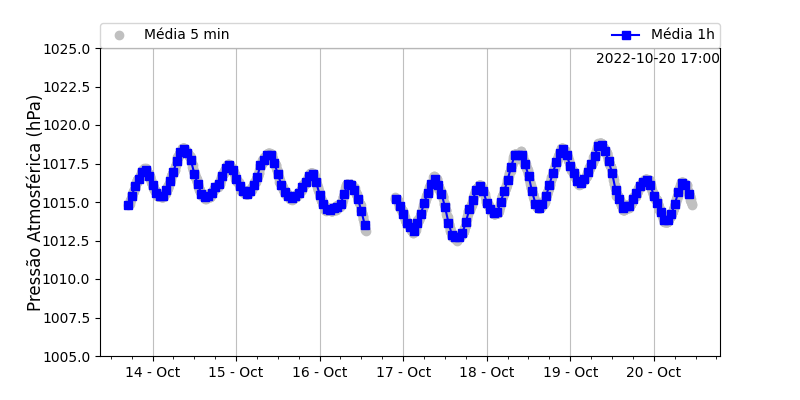 Média 5 min
Média 1h
2022-10-20 17:00
Pressão Atmosférica (hPa)
1025.0
1022.5
1020.0
1017.5
1015.0
1012.5
1010.0
1007.5
1005.0
14 - Oct
15 - Oct
16 - Oct
17 - Oct
18 - Oct
19 - Oct
20 - Oct